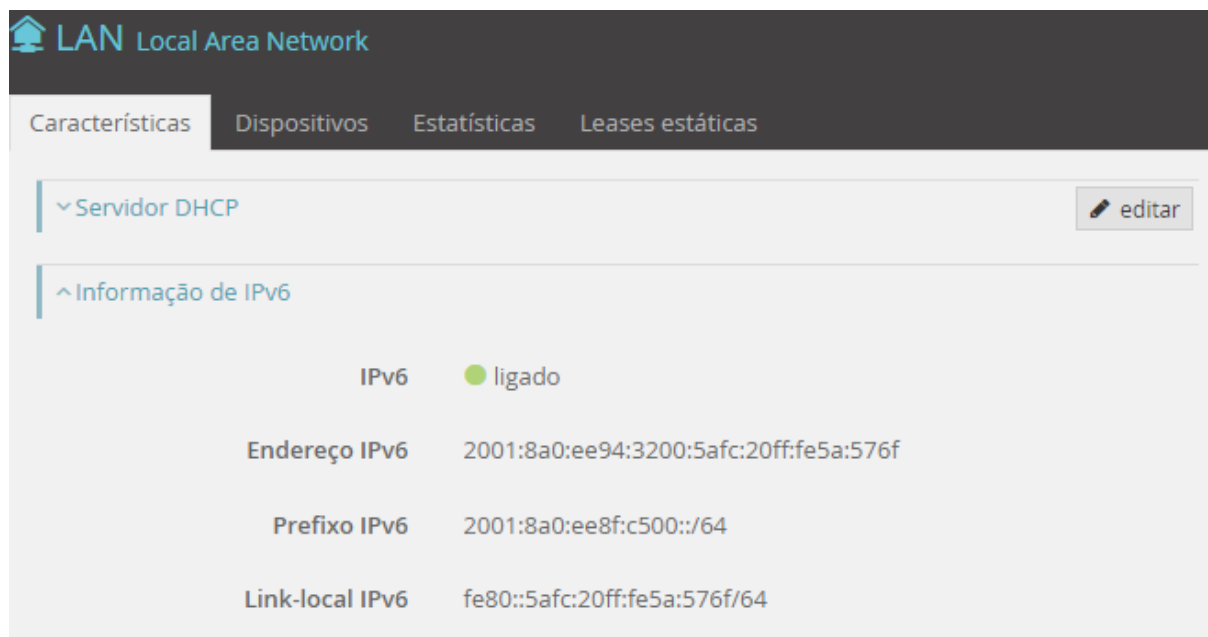 LAN Local Area Network
Características Dispositivos Estatísticas Leases estáticas
Servidor DHCP editar
Informação de IPv6
IPv6 ligado
Endereço IPv6 2001:8a0:ee94:3200:5afc:20ff:fe5a:576f
Prefixo IPv6 2001:8a0:ee8f:c500::/64
Link-local IPv6 fe80::5afc:20ff:fe5a:576f/64